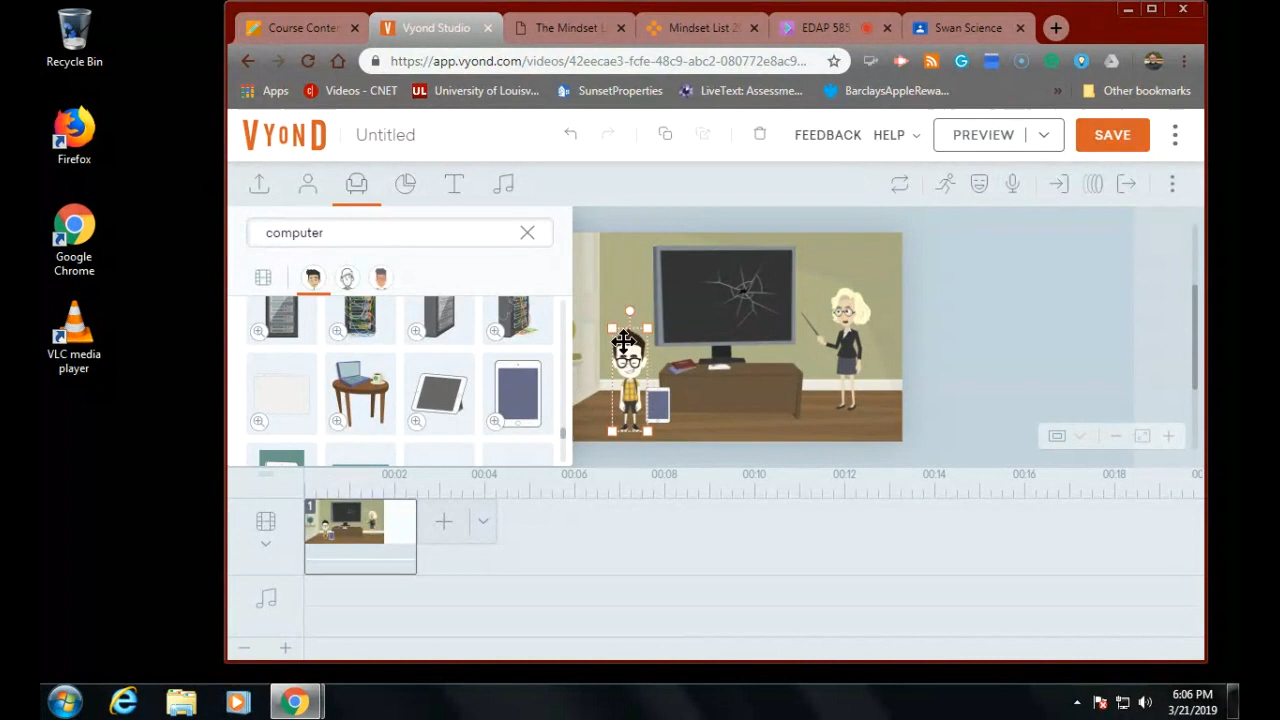 Recycle Bin
Firefox
Google
Chrome
VLC media
player
Course Conter
Vyond Studio
The Mindset L
Mindset List 2
EDAP 585
Swan Science
https://app.vyond.com/videos/42eecae3-fcfe-48c9-abc2-080772e8ac9...
Apps
Videos - CNET
UL University of Louisv...
SunsetProperties
LiveText: Assessme...
BarclaysAppleRewa...
»
Other bookmarks
VYOND
Untitled
FEEDBACK
HELP
PREVIEW
SAVE
computer
00:02
00:04
00:06
00:08
00:10
00:12
00:14
00:16
00:18
00
1
6:06 PM
3/21/2019